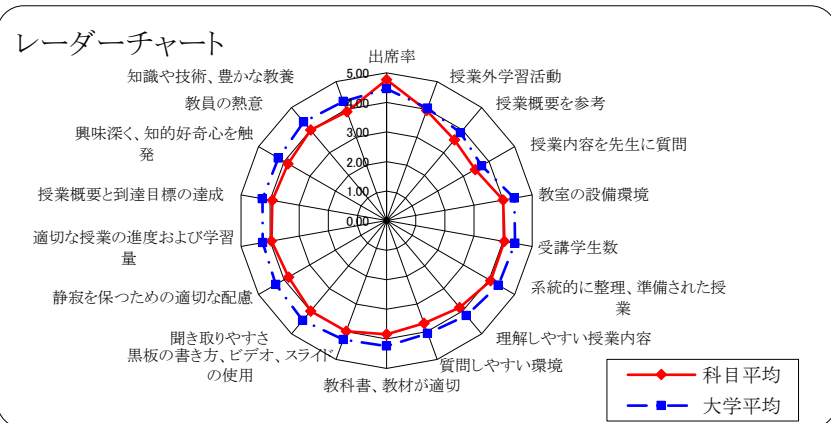 レーダーチャート
出席率
授業外学習活動
授業概要を参考
授業内容を先生に質問
教室の設備環境
受講学生数
系統的に整理、準備された授
業
理解しやすい授業内容
質問しやすい環境
教科書、教材が適切
黒板の書き方、ビデオ、スライド
の使用
聞き取りやすさ
静寂を保つための適切な配慮
適切な授業の進度および学習
量
授業概要と到達目標の達成
興味深く、知的好奇心を触
発
教員の熱意
知識や技術、豊かな教養
5.00
4.00
3.00
2.00
1.00
0.00
科目平均
大学平均